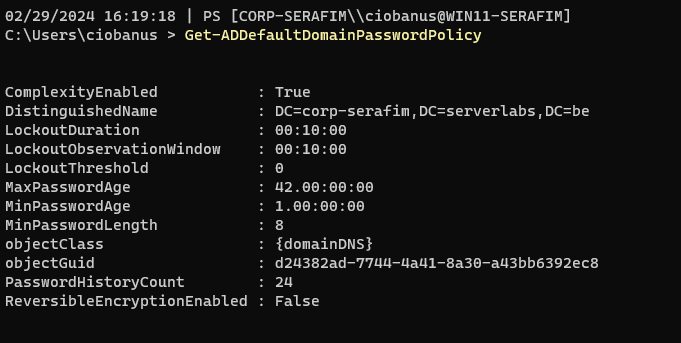 02/29/2024 16:19:18 | PS [CORP-SERAFIM\\ciobanus@WIN11-SERAFIM]
C:\Users\ciobanus > Get-ADDefaultDomainPasswordPolicy
ComplexityEnabled : True
DistinguishedName : DC=corp-serafim,DC=serverlabs,DC=be
LockoutDuration : 00:10:00
LockoutObservationWindow : 00:10:00
LockoutThreshold : 0
MaxPasswordAge : 42.00:00:00
MinPasswordAge : 1.00:00:00
MinPasswordLength : 8
objectClass : {domainDNS}
objectGuid : d24382ad-7744-4a41-8a30-a43bb6392ec8
PasswordHistoryCount : 24
ReversibleEncryptionEnabled : False